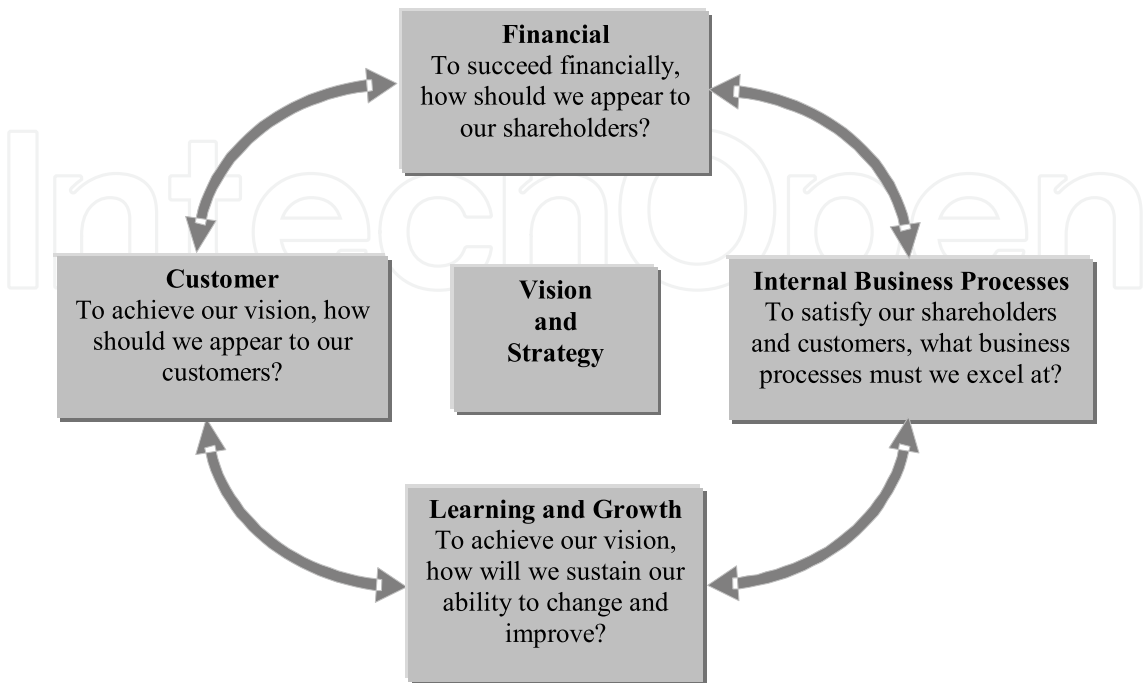 Financial
To succeed financially,
how should we appear to
our shareholders?
IntechOpen
Customer
To achieve our vision, how
should we appear to our
customers?
Vision
and
Strategy
Internal Business Processes
To satisfy our shareholders
and customers, what business
processes must we excel at?
Learning and Growth
To achieve our vision,
how will we sustain our
ability to change and
improve?